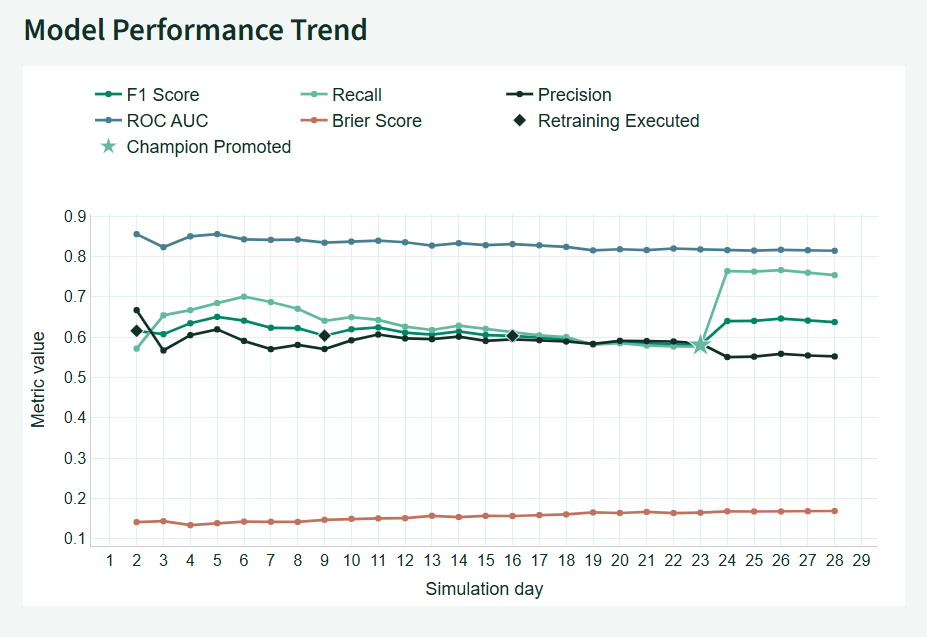 Model Performance Trend
F1 Score Recall Precision
ROC AUC Brier Score Retraining Executed
Champion Promoted
0.9
0.8
0.7
0.6
0.5
0.4
0.3
0.2
0.1
Metric value
1 2 3 4 5 6 7 8 9 10 11 12 13 14 15 16 17 18 19 20 21 22 23 24 25 26 27 28 29
Simulation day